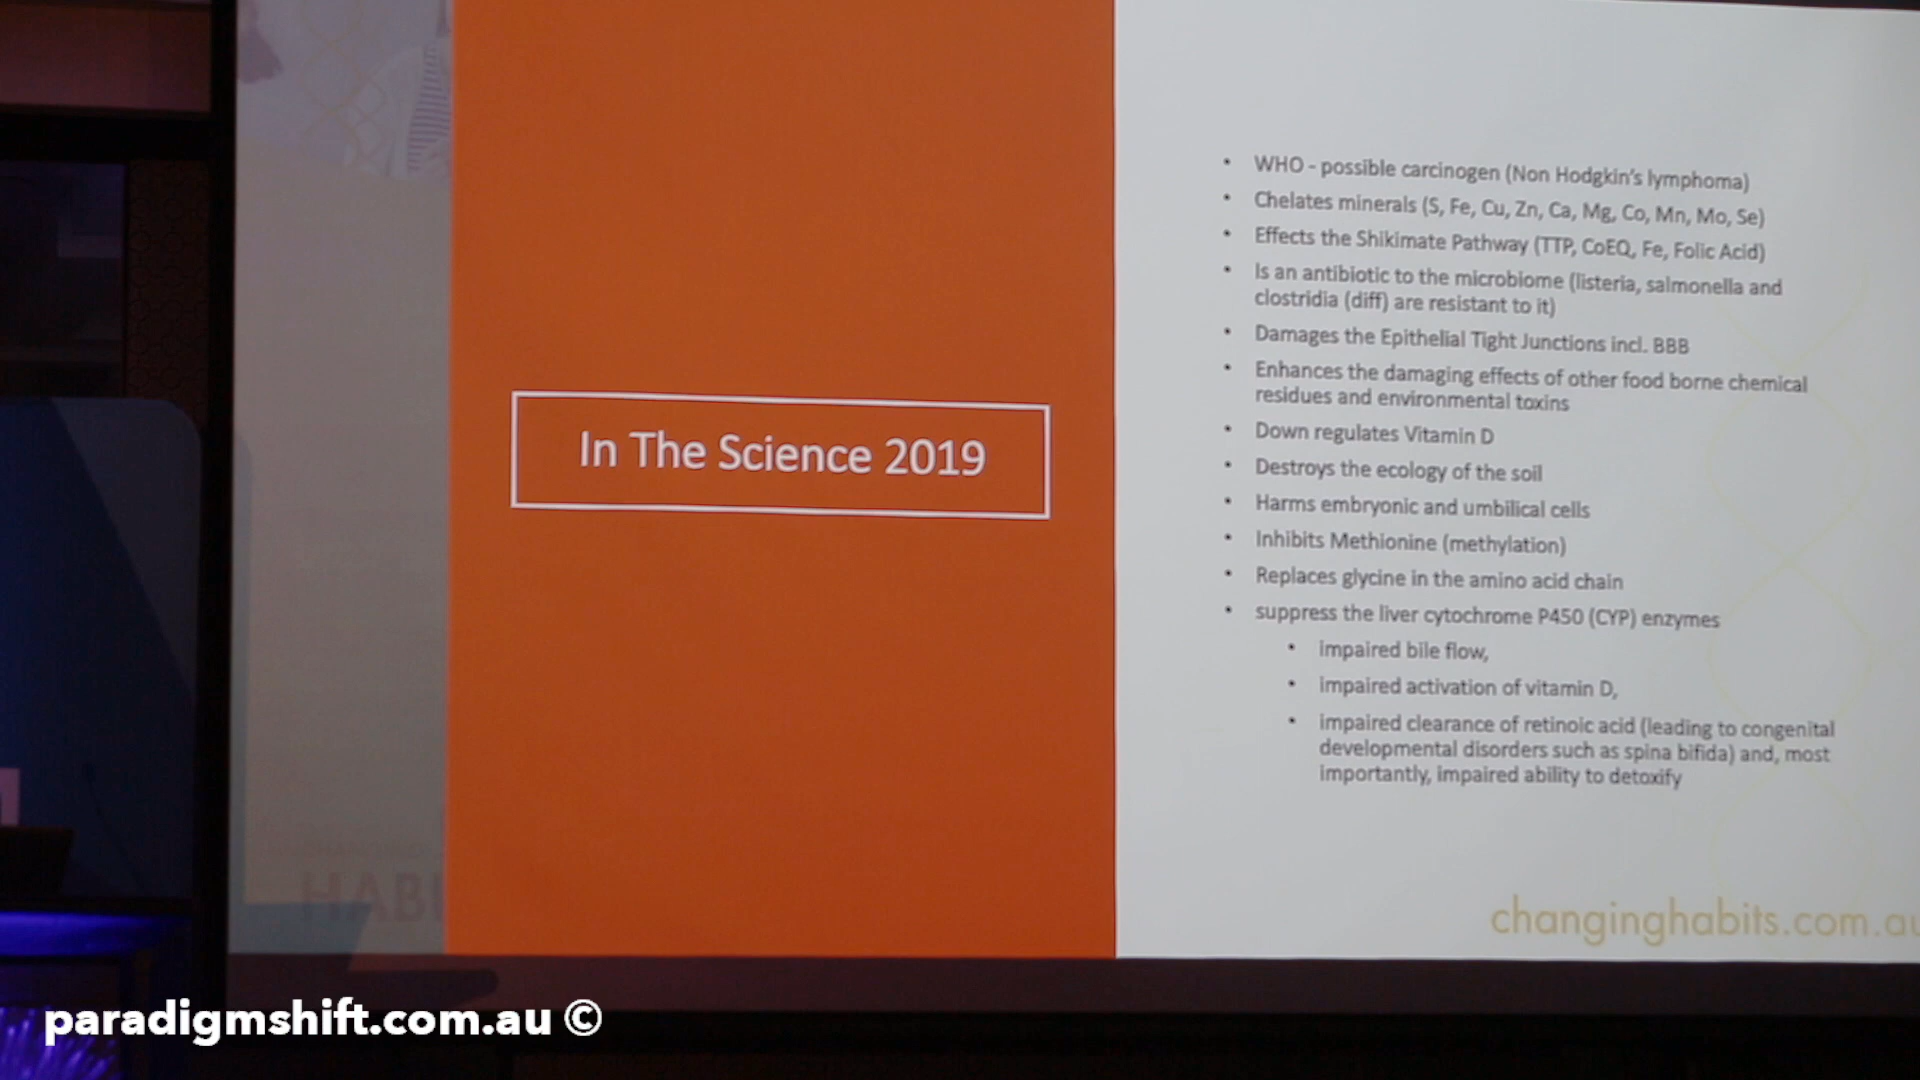 In The Science 2019
• WHO - possible carcinogen (Non Hodgkin's lymphoma)
• Chelates minerals (S, Fe, Cu, Zn, Ca, Mg, Co, Mn, Mo, Se)
• Effects the Shikimate Pathway (TTP, CoEQ, Fe, Folic Acid)
• Is an antibiotic to the microbiome (listeria, salmonella and
clostridia (diff) are resistant to it)
• Damages the Epithelial Tight Junctions incl. BBB
• Enhances the damaging effects of other food borne chemical
residues and environmental toxins
• Down regulates Vitamin D
• Destroys the ecology of the soil
• Harms embryonic and umbilical cells
• Inhibits Methionine (methylation)
• Replaces glycine in the amino acid chain
• suppress the liver cytochrome P450 (CYP) enzymes
• impaired bile flow,
• impaired activation of vitamin D,
• impaired clearance of retinoic acid (leading to congenital
developmental disorders such as spina bifida) and, most
importantly, impaired ability to detoxify
changinghabits.com.au
HABI
paradigmshift.com.au ©